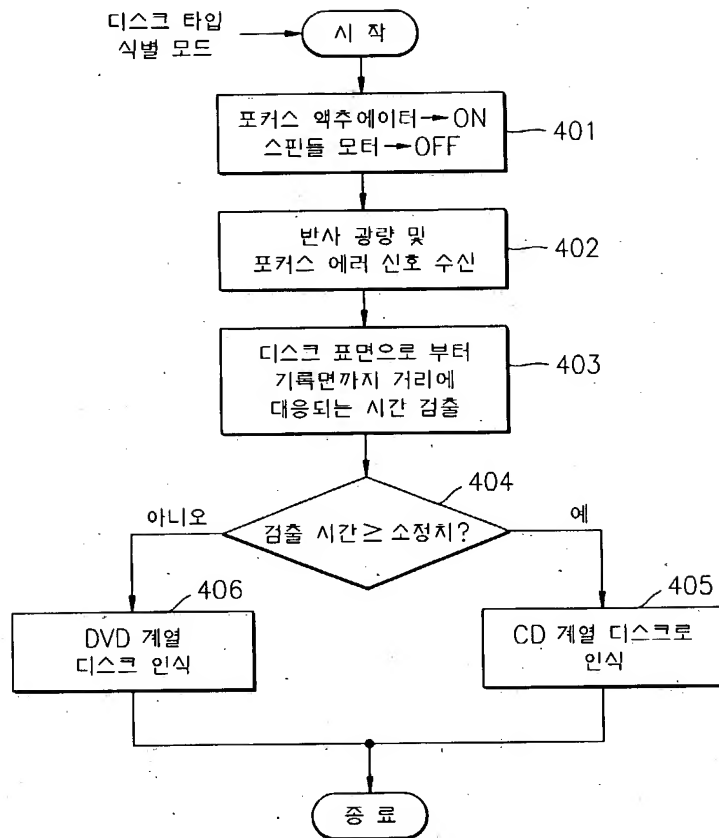 디스크 타입
식별 모드
시 작
포커스 액추에이터→ON
스핀들 모터→OFF
401
반사 광량 및
포커스 에러 신호 수신
402
디스크 표면으로 부터
기록면까지 거리에
대응되는 시간 검출
403
404
검출 시간≥소정치?
아니오
예
406
DVD 계열
디스크 인식
405
CD 계열 디스크로
인식
종 료